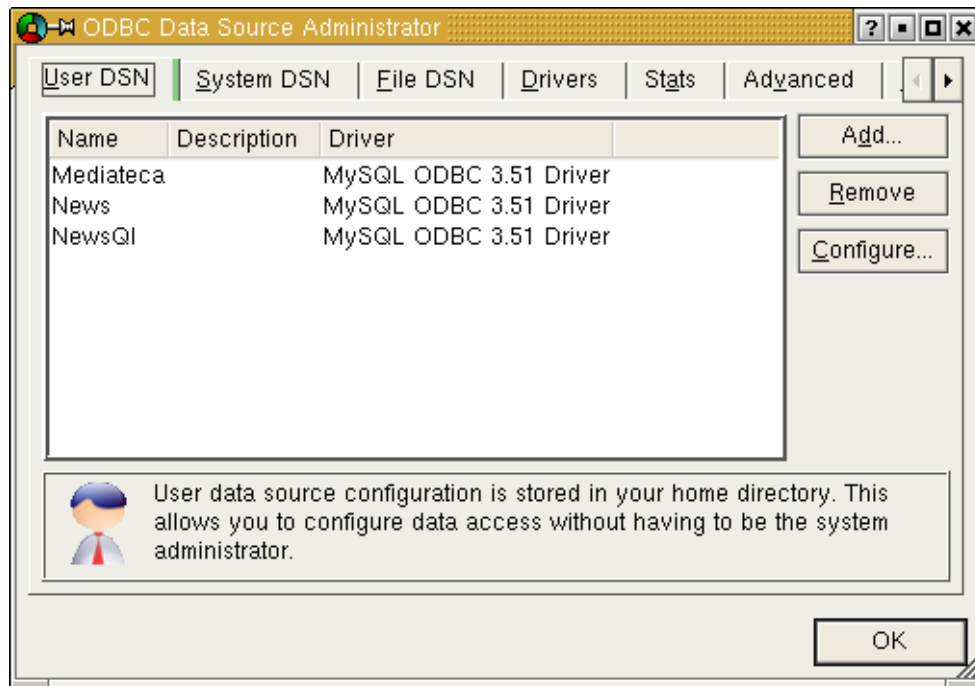 ODBC Data Source Administrator
User DSN System DSN File DSN Drivers Stats Advanced
Name Description Driver
Mediateca MySQL ODBC 3.51 Driver
News MySQL ODBC 3.51 Driver
NewsQl MySQL ODBC 3.51 Driver
Add...
Remove
Configure...
User data source configuration is stored in your home directory. This
allows you to configure data access without having to be the system
administrator.
OK